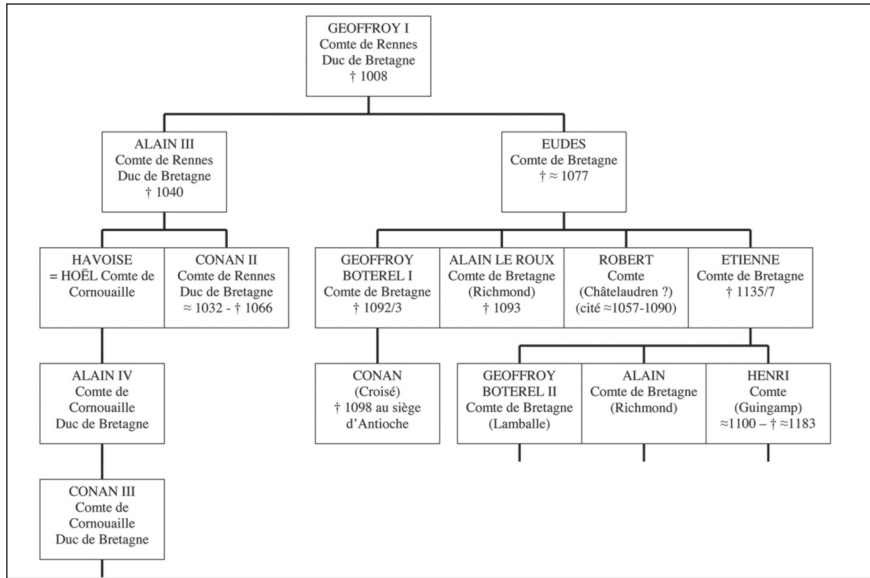 GEOFFROY I
Comte de Rennes
Duc de Bretagne
† 1008
ALAIN III
Comte de Rennes
Duc de Bretagne
† 1040
EUDES
Comte de Bretagne
† ≈ 1077
HAVOISE
= HOËL Comte de
Cornouaille
CONAN II
Comte de Rennes
Duc de Bretagne
≈ 1032 - † 1066
GEOFFROY
BOTEREL I
Comte de Bretagne
† 1092/3
ALAIN LE ROUX
Comte de Bretagne
(Richmond)
† 1093
ROBERT
Comte
(Châtelaudren ?)
(cité ≈1057-1090)
ETIENNE
Comte de Bretagne
† 1135/7
ALAIN IV
Comte de
Cornouaille
Duc de Bretagne
CONAN
(Croisé)
† 1098 au siège
d’Antioche
GEOFFROY
BOTEREL II
Comte de Bretagne
(Lamballe)
ALAIN
Comte de Bretagne
(Richmond)
HENRI
Comte
(Guingamp)
≈1100 – † ≈1183
CONAN III
Comte de
Cornouaille
Duc de Bretagne